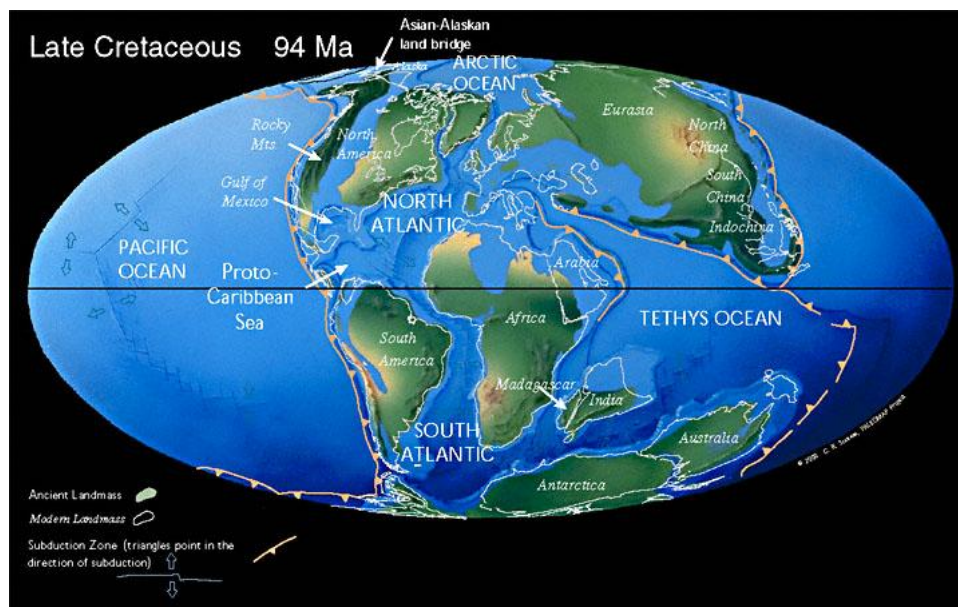 Late Cretaceous 94 Ma
Asian-Alaskan
land bridge
Alaska
ARCTIC
OCEAN
Rocky
Mts.
North
America
Eurasia
North
China
South
China
Indochina
Gulf of
Mexico
NORTH
ATLANTIC
PACIFIC
OCEAN
Proto-
Caribbean
Sea
Arabia
Africa
TETHYS OCEAN
South
America
Madagascar
India
SOUTH
ATLANTIC
Australia
Antarctica
Ancient Landmass
Modern Landmass
Subduction Zone (triangles point in the
direction of subduction)